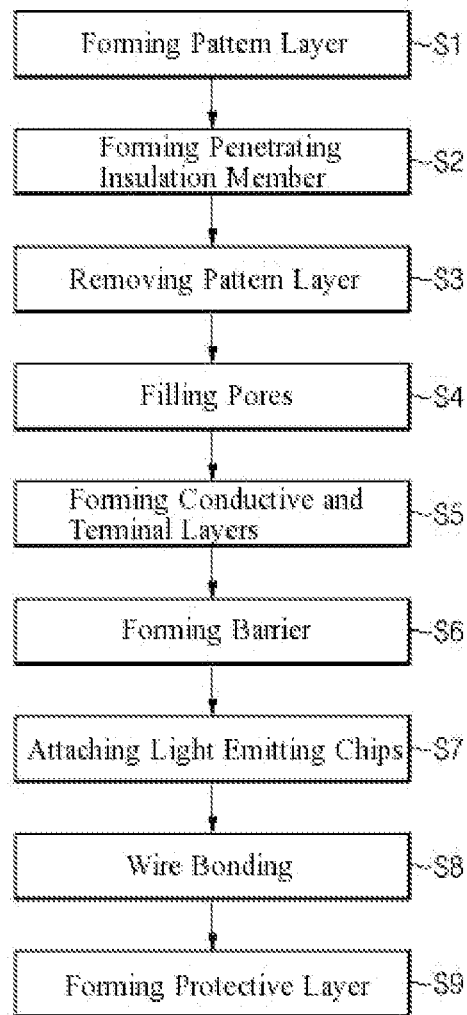 Forming Pattern Layer S1
Forming Penetrating
Insulation Member S2
Removing Pattern Layer S3
Filling Pores S4
Forming Conductive and
Terminal Layers S5
Forming Barrier S6
Attaching Light Emitting Chips S7
Wire Bonding S8
Forming Protective Layer S9